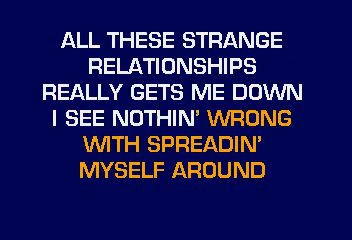 ALL THESE STRANGE
RELATIONSHIPS
REALLY GETS ME DOWN
I SEE NOTHIN' WRONG
WITH SPREADIN'
MYSELF AROUND